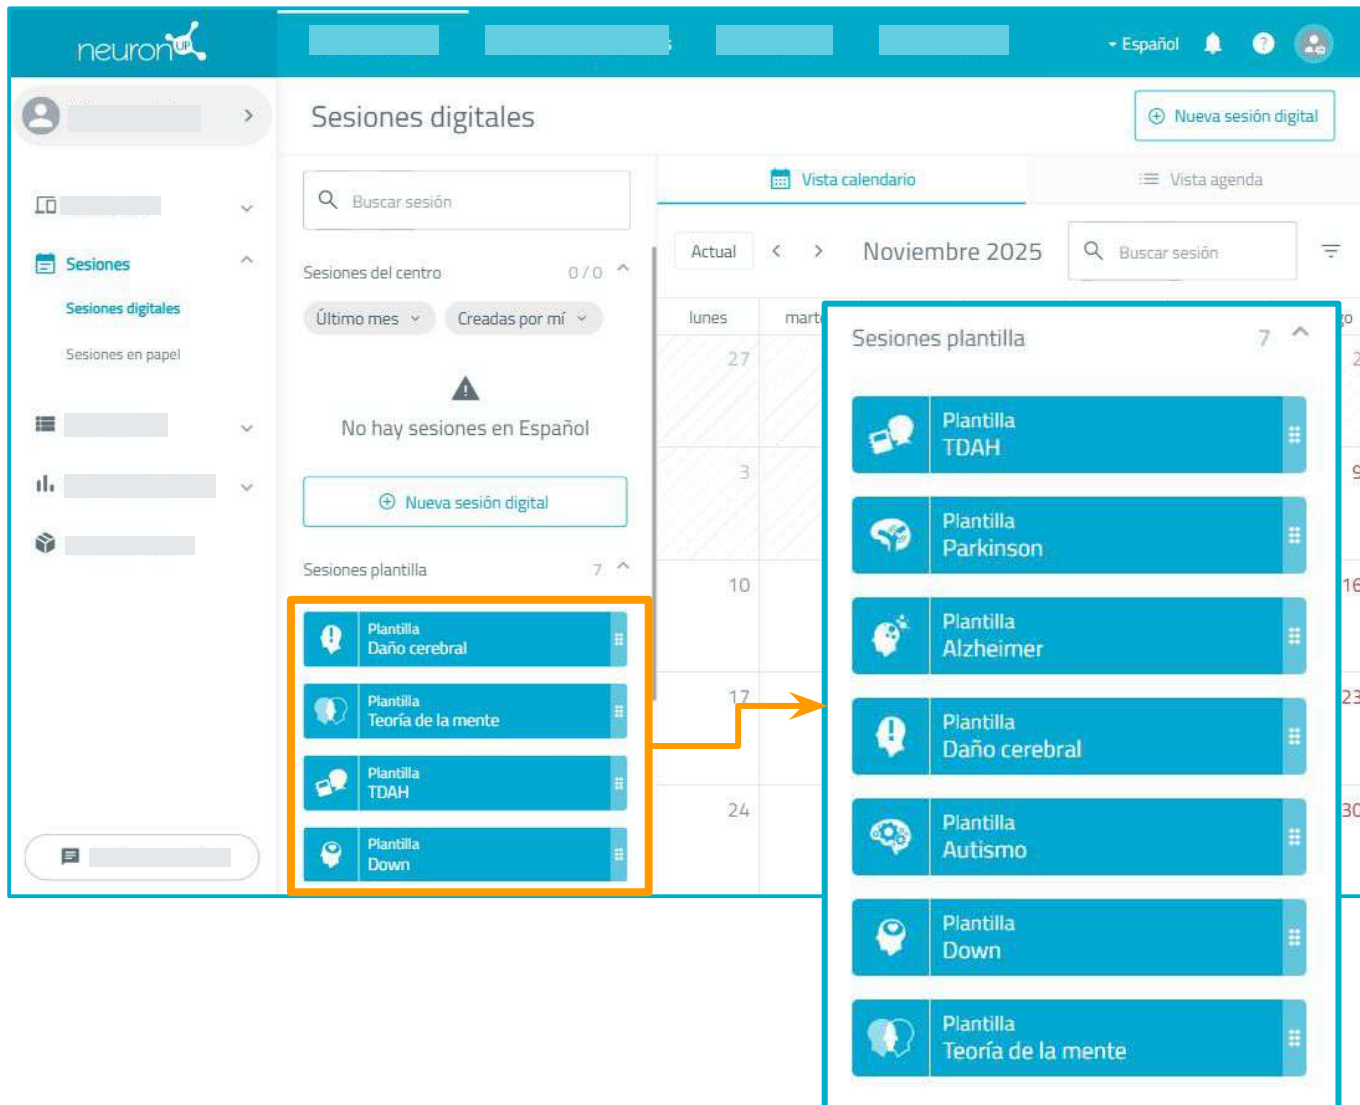 neuronUP
Español
?
Sesiones digitales
Nueva sesión digital
Sesiones
Sesiones digitales
Sesiones en papel
Buscar sesión
Sesiones del centro 0 / 0
Último mes Creadas por mí
No hay sesiones en Español
Nueva sesión digital
Sesiones plantilla 7
Plantilla
Daño cerebral
Plantilla
Teoría de la mente
Plantilla
TDAH
Plantilla
Down
Vista calendario Vista agenda
Actual < > Noviembre 2025 Buscar sesión
lunes
27
3
10
17
24
16
23
30
Sesiones plantilla 7
Plantilla
TDAH
Plantilla
Parkinson
Plantilla
Alzheimer
Plantilla
Daño cerebral
Plantilla
Autismo
Plantilla
Down
Plantilla
Teoría de la mente